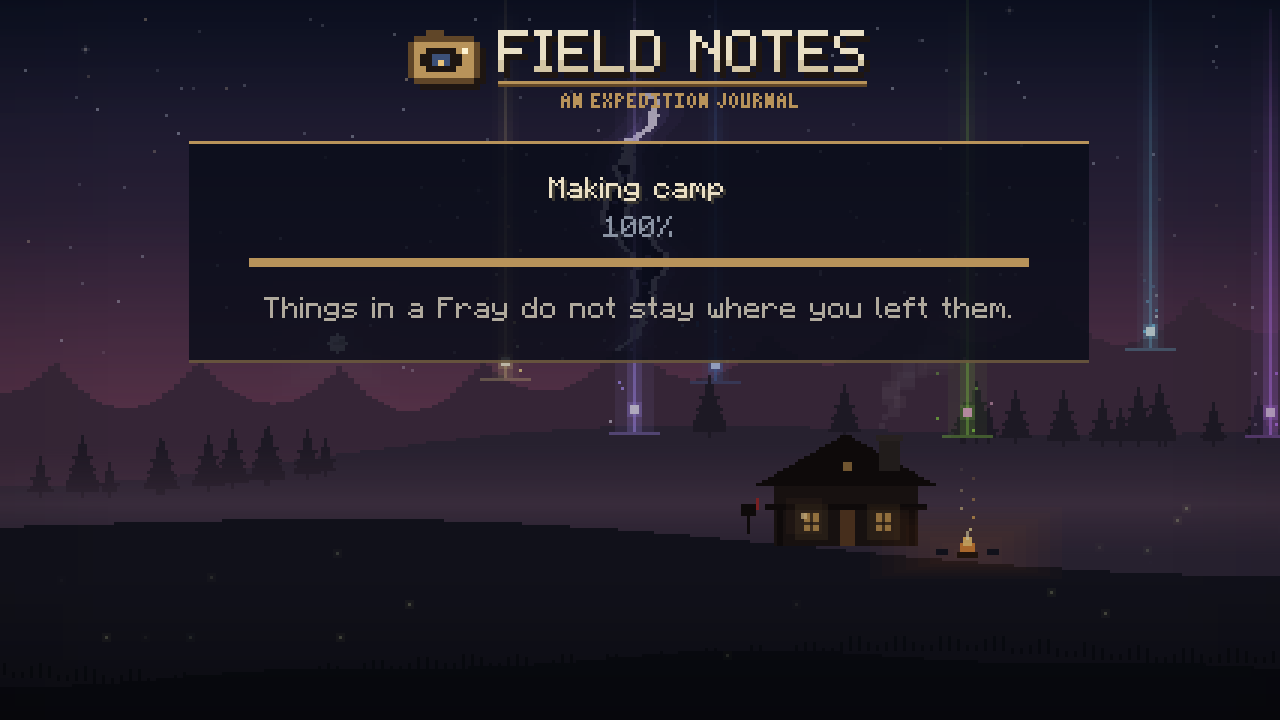 FIELD NOTES
AN EXPEDITION JOURNAL
Making camp
100%
Things in a Fray do not stay where you left them.